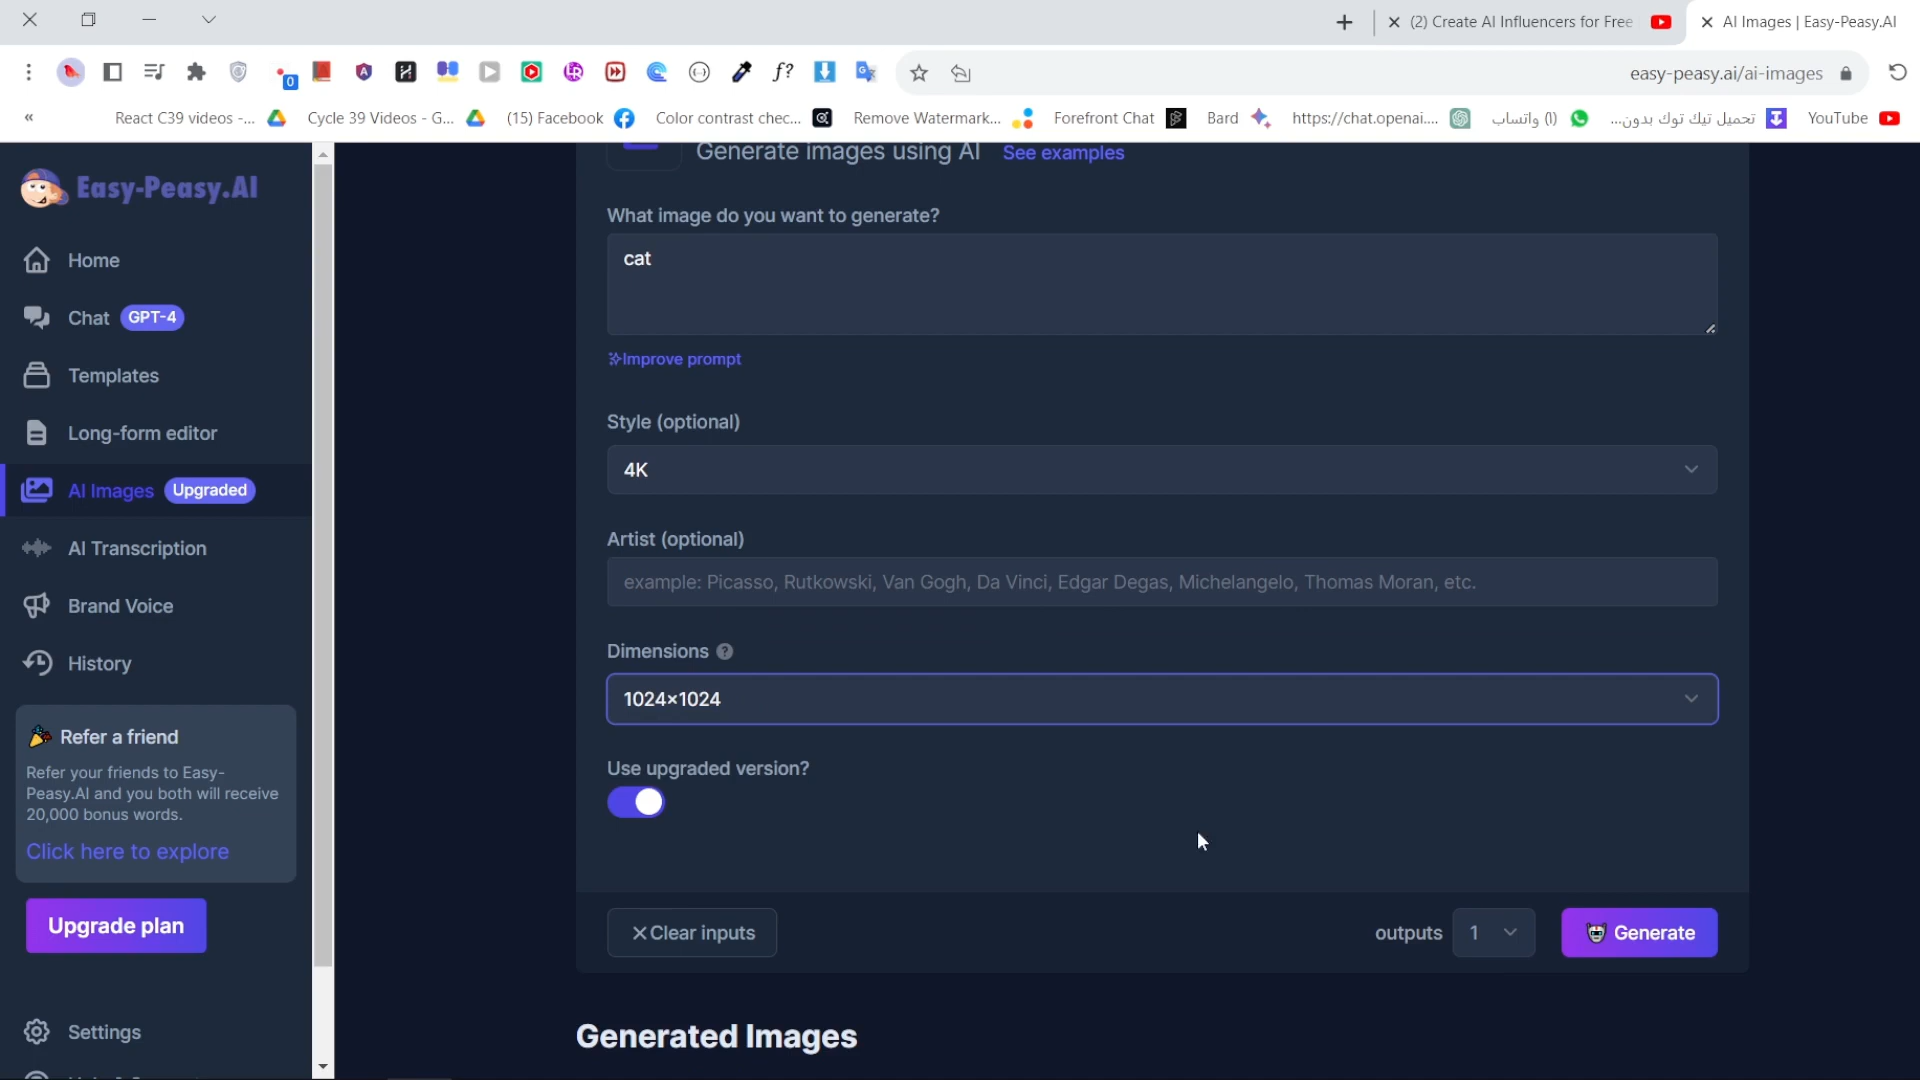 (2) Create AI Influencers for Free
AI Images | Easy-Peasy.AI
easy-peasy.ai/ai-images
0
React C39 videos -...
Cycle 39 Videos - G...
(15) Facebook
Color contrast chec...
Remove Watermark...
Forefront Chat
Bard
https://chat.openai....
(1) واتساب
تحميل تيك توك بدون...
YouTube
Easy-Peasy.AI
Home
Chat GPT-4
Templates
Long-form editor
AI Images Upgraded
AI Transcription
Brand Voice
History
Refer a friend
Refer your friends to Easy-
Peasy.AI and you both will receive
20,000 bonus words.
Click here to explore
Upgrade plan
Settings
Generate images using AI See examples
What image do you want to generate?
cat
Improve prompt
Style (optional)
4K
Artist (optional)
example: Picasso, Rutkowski, Van Gogh, Da Vinci, Edgar Degas, Michelangelo, Thomas Moran, etc.
Dimensions ?
1024×1024
Use upgraded version?
Clear inputs
outputs 1
Generate
Generated Images